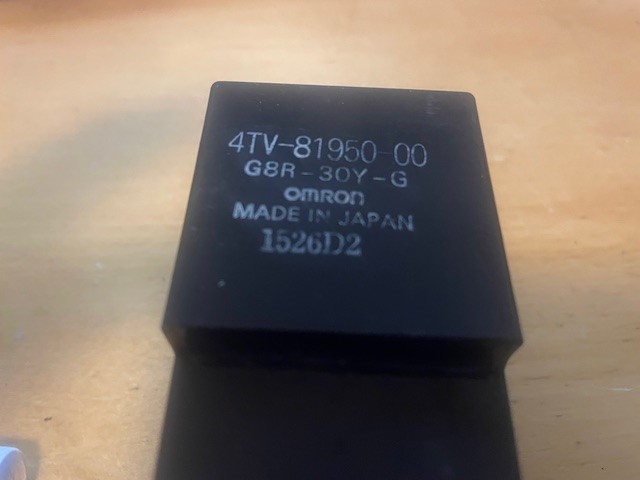 4TV-81950-00
G8R-30Y-G
omron
MADE IN JAPAN
1526D2